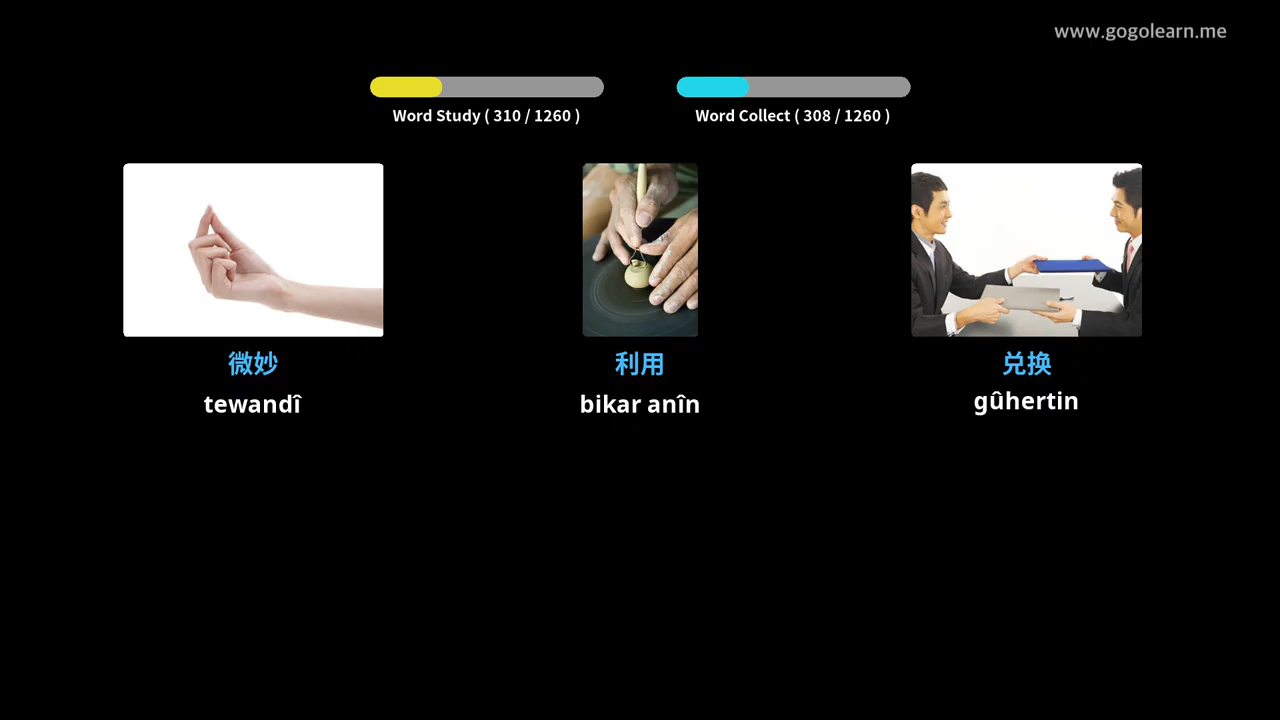 www.gogolearn.me
Word Study ( 310 / 1260 )
Word Collect ( 308 / 1260 )
微妙
利用
兑换
tewandî
bikar anîn
gûhertin